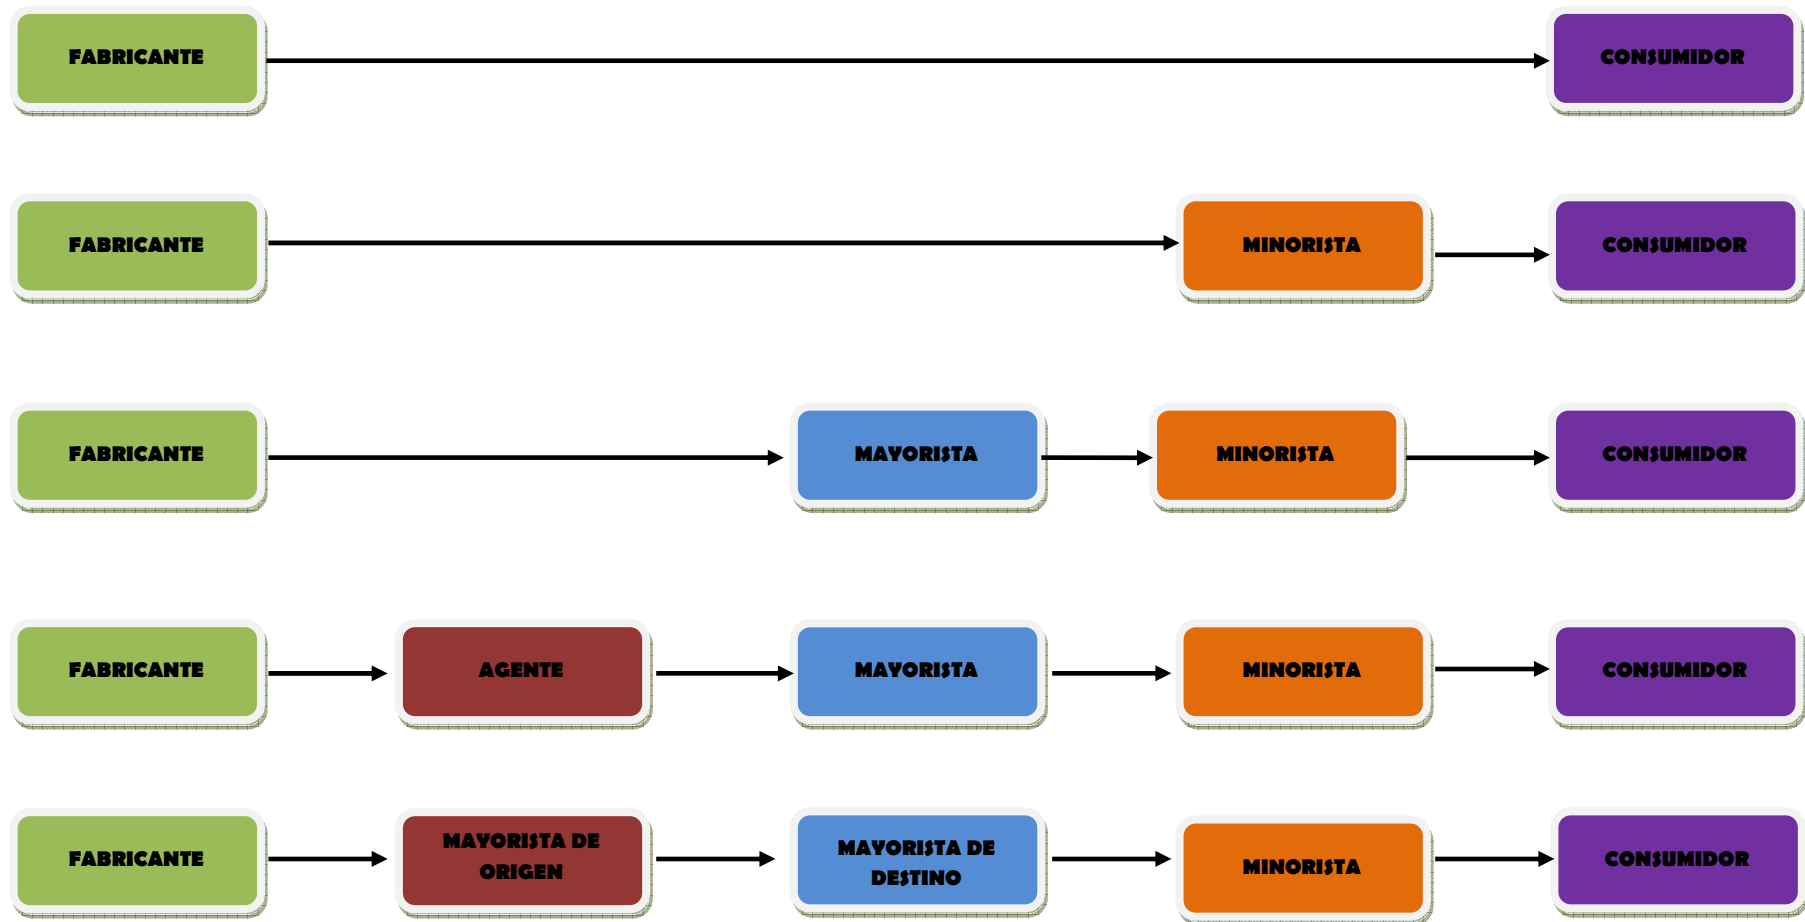 FABRICANTE
CONSUMIDOR
FABRICANTE
MINORISTA
CONSUMIDOR
FABRICANTE
MAYORISTA
MINORISTA
CONSUMIDOR
FABRICANTE
AGENTE
MAYORISTA
MINORISTA
CONSUMIDOR
FABRICANTE
MAYORISTA DE
ORIGEN
MAYORISTA DE
DESTINO
MINORISTA
CONSUMIDOR